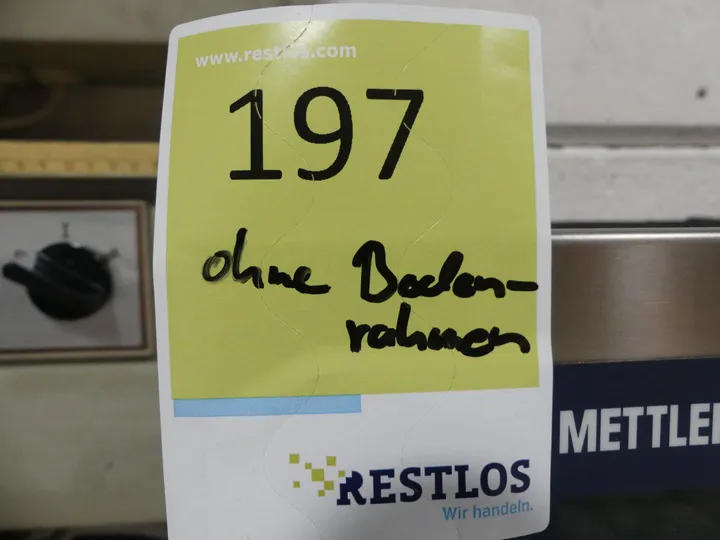 www.restlos.com
197
ohne Boden-
rahmen
RESTLOS
Wir handeln.
METTLE
I